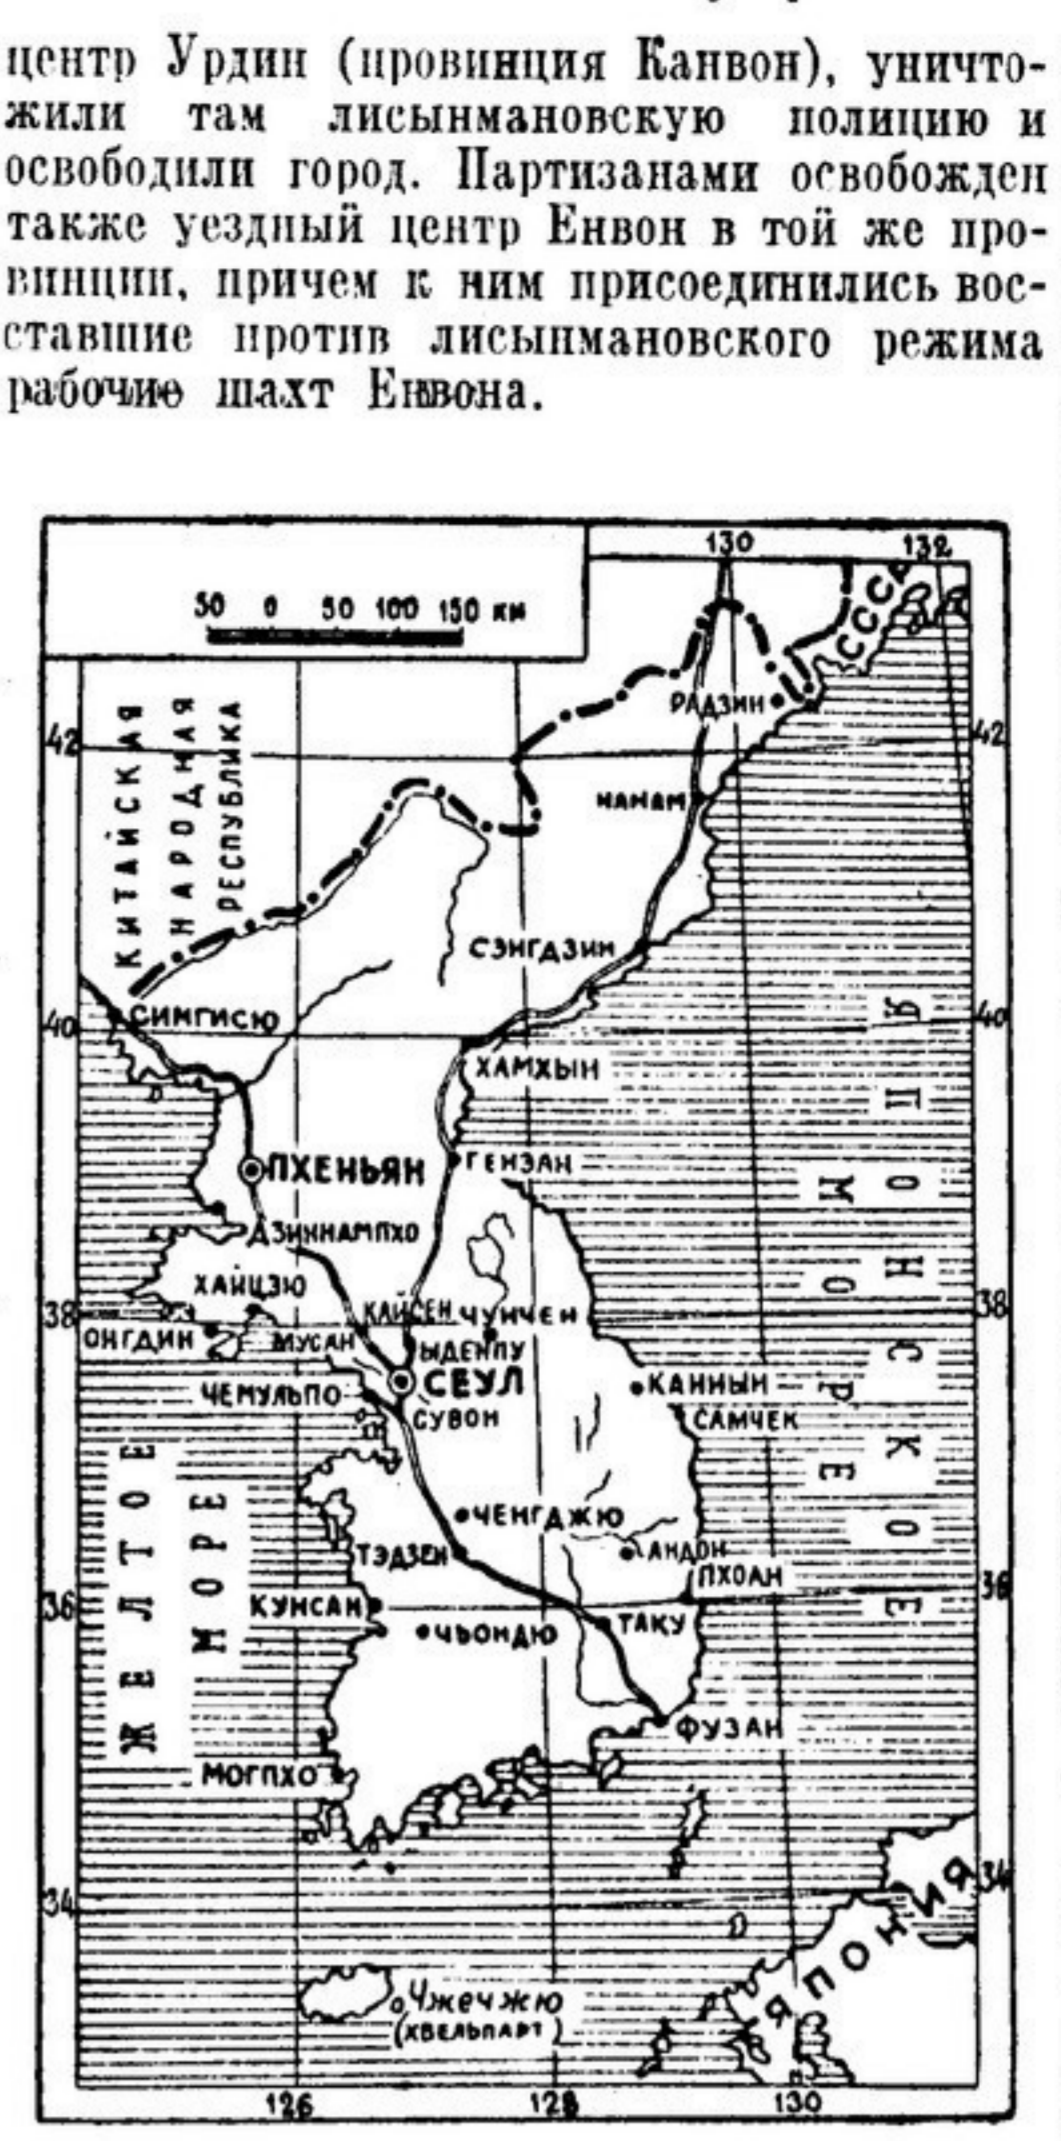 центр Урдин (провинция Канвон), уничто-
жили там лисынмановскую полицию и
освободили город. Партизанами освобожден
также уездный центр Енвон в той же про-
винции, причем к ним присоединились вос-
ставшие против лисынмановского режима
рабочие шахт Енвона.
130 132
50 0 50 100 150 км
СССР
КИТАЙСКАЯ
НАРОДНАЯ
РЕСПУБЛИКА
РАДЗИН
42 42
НАНАМ
СЭНГДЗИН
40 СИНГИСЮ 40
ХАМХЫН
ПХЕНЬЯН
ГЕНЗАН
ДЗИННАМПХО
ХАЙЦЗЮ
38 КАЙСЕН ЧУНЧЕН 38
ОНГДИН МУСАН ЫДЕНПУ
СЕУЛ
КАННЫН
ЧЕМУЛЬПО
СУВОН
САМЧЕК
ЯПОНСКОЕ
МОРЕ
ЖЕЛТОЕ
МОРЕ
ЧЕНГДЖЮ
ТЭДЗЕН
АНДОН
ПХОАН
36 КУНСАН 36
ЧЬОНДЮ
ТАКУ
ФУЗАН
МОГПХО
34 34
ЯПОНИЯ
Чжечжю
(ХВЕЛЬПАРТ)
126 128 130